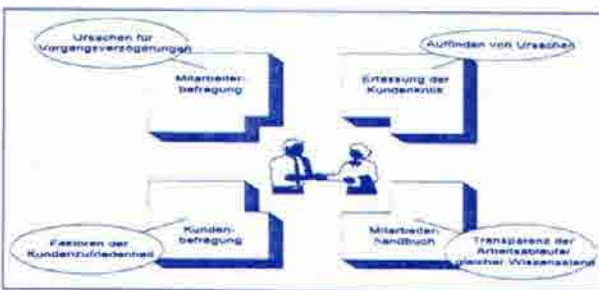 Ursachen für
Vorgangsverzögerungen
Mitarbeiter-
befragung
Auffinden von Ursachen
Erfassung der
Kundenkritik
Kunden-
befragung
Faktoren der
Kundenzufriedenheit
Mitarbeiter-
handbuch
Transparenz der
Arbeitsabläufe/
gleicher Wissensstand